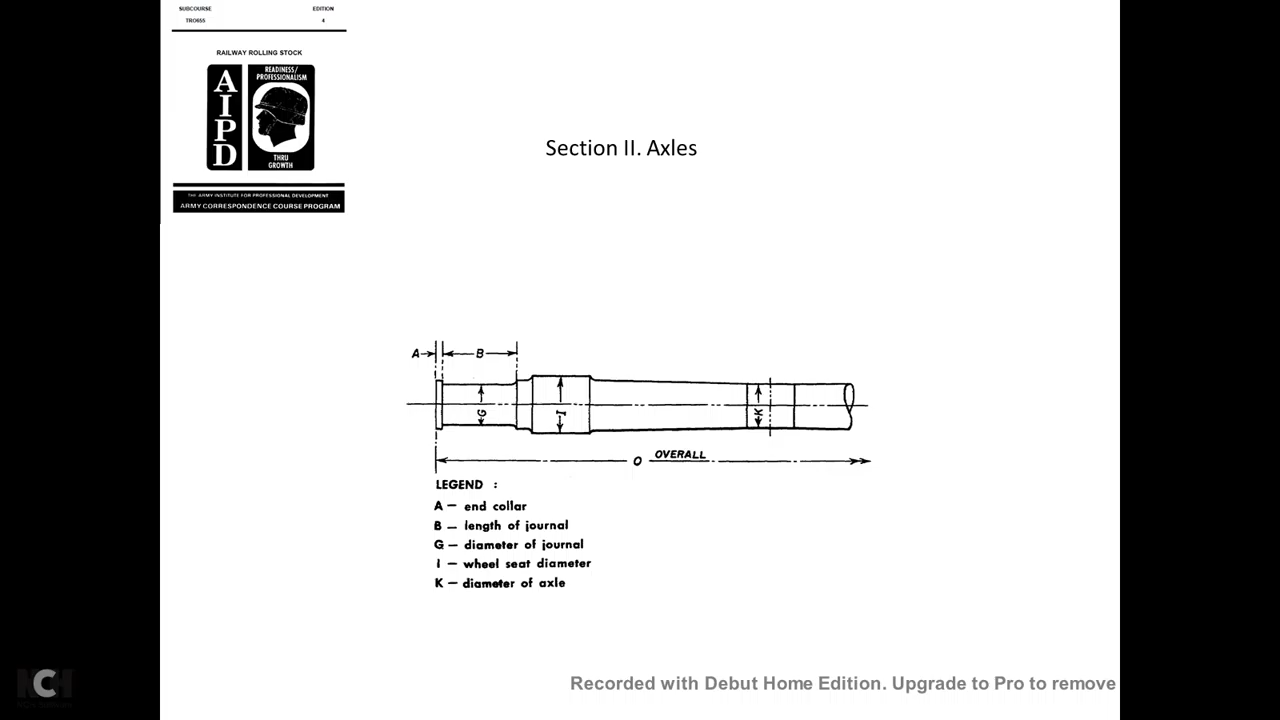 SUBCOURSE EDITION
TRO655 4
RAILWAY ROLLING STOCK
AIPD
READINESS/
PROFESSIONALISM
THRU
GROWTH
THE ARMY INSTITUTE FOR PROFESSIONAL DEVELOPMENT
ARMY CORRESPONDENCE COURSE PROGRAM
Section II. Axles
A B
G I K
O OVERALL
LEGEND :
A — end collar
B — length of journal
G — diameter of journal
I — wheel seat diameter
K — diameter of axle
Recorded with Debut Home Edition. Upgrade to Pro to remove